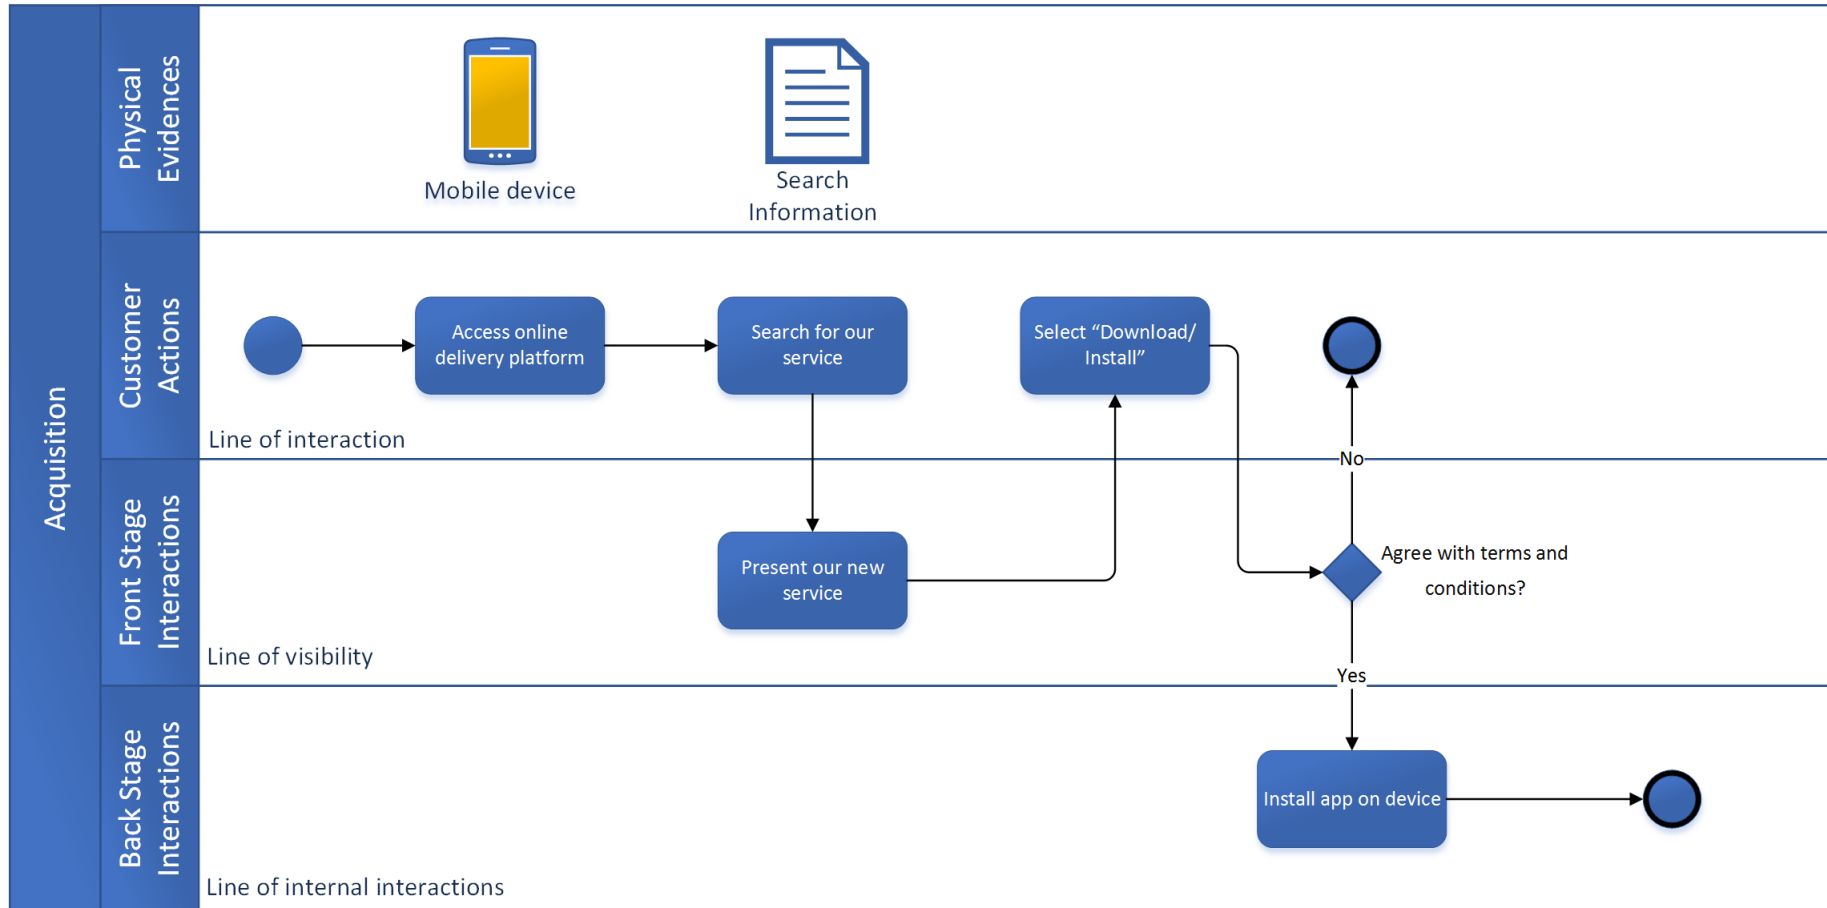 Acquisition
Physical
Evidences
Mobile device
Search
Information
Customer
Actions
Access online
delivery platform
Search for our
service
Select “Download/
Install”
Line of interaction
No
Front Stage
Interactions
Present our new
service
Agree with terms and
conditions?
Line of visibility
Yes
Back Stage
Interactions
Install app on device
Line of internal interactions